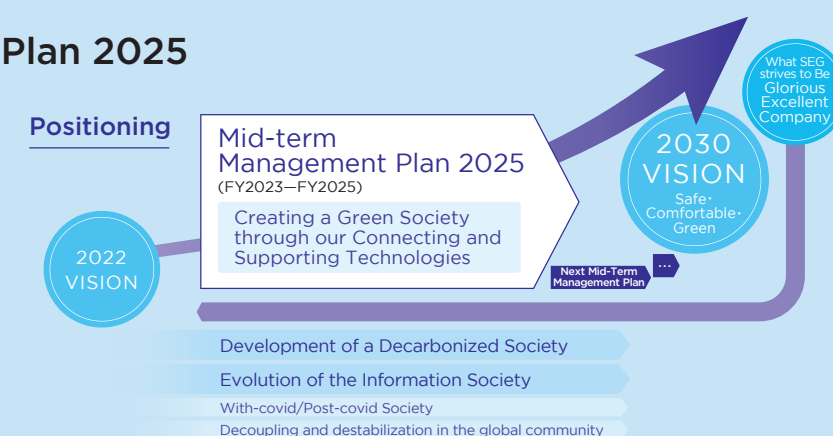 Plan 2025
Positioning
Mid-term
Management Plan 2025
(FY2023—FY2025)
Creating a Green Society
through our Connecting and
Supporting Technologies
2022
VISION
2030
VISION
Safe・
Comfortable・
Green
What SEG
strives to Be
Glorious
Excellent
Company
Next Mid-Term
Management Plan
...
Development of a Decarbonized Society
Evolution of the Information Society
With-covid/Post-covid Society
Decoupling and destabilization in the global community